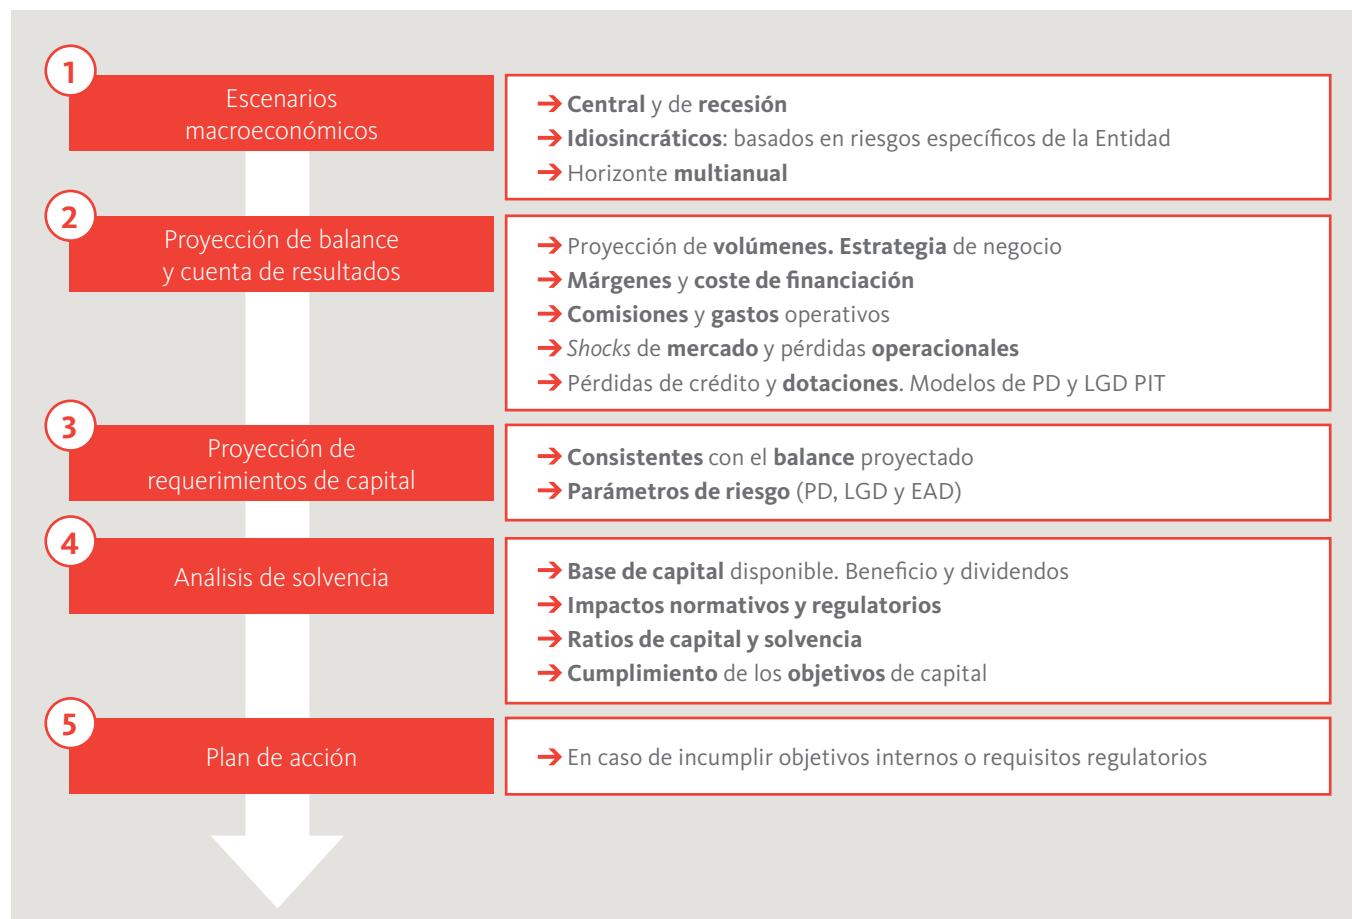 1
Escenarios
macroeconómicos
➔ Central y de recesión
➔ Idiosincráticos: basados en riesgos específicos de la Entidad
➔ Horizonte multianual
2
Proyección de balance
y cuenta de resultados
➔ Proyección de volúmenes. Estrategia de negocio
➔ Márgenes y coste de financiación
➔ Comisiones y gastos operativos
➔ Shocks de mercado y pérdidas operacionales
➔ Pérdidas de crédito y dotaciones. Modelos de PD y LGD PIT
3
Proyección de
requerimientos de capital
➔ Consistentes con el balance proyectado
➔ Parámetros de riesgo (PD, LGD y EAD)
4
Análisis de solvencia
➔ Base de capital disponible. Beneficio y dividendos
➔ Impactos normativos y regulatorios
➔ Ratios de capital y solvencia
➔ Cumplimiento de los objetivos de capital
5
Plan de acción
➔ En caso de incumplir objetivos internos o requisitos regulatorios